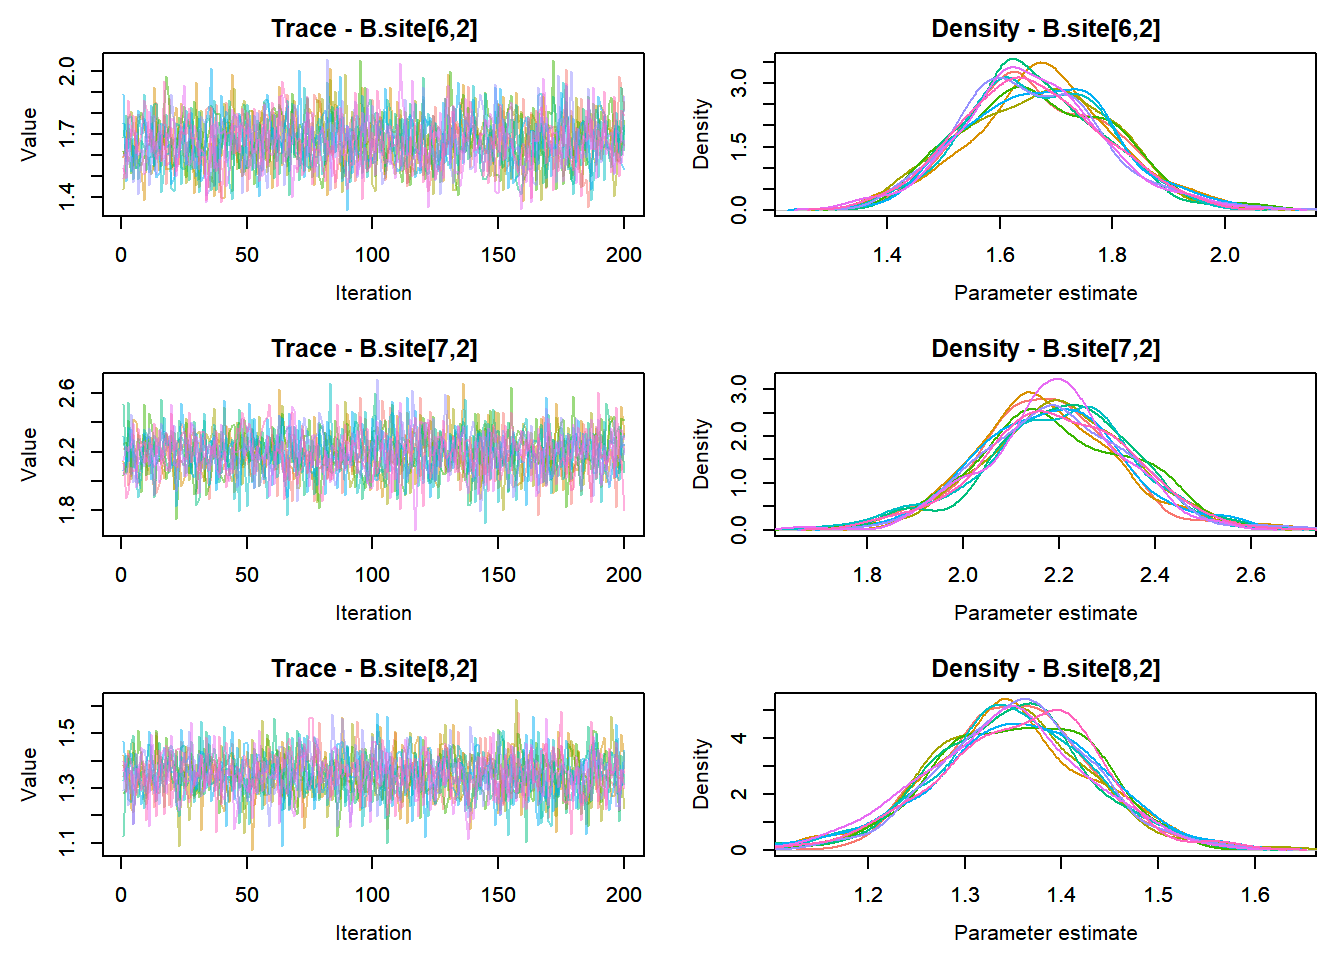 Trace - B.site[6,2]
Density - B.site[6,2]
Value
2.0
1.7
1.4
0 50 100 150 200
Iteration
Density
3.0
1.5
0.0
1.4 1.6 1.8 2.0
Parameter estimate
Trace - B.site[7,2]
Density - B.site[7,2]
Value
2.6
2.2
1.8
0 50 100 150 200
Iteration
Density
3.0
2.0
1.0
0.0
1.8 2.0 2.2 2.4 2.6
Parameter estimate
Trace - B.site[8,2]
Density - B.site[8,2]
Value
1.5
1.3
1.1
0 50 100 150 200
Iteration
Density
4
2
0
1.2 1.3 1.4 1.5 1.6
Parameter estimate